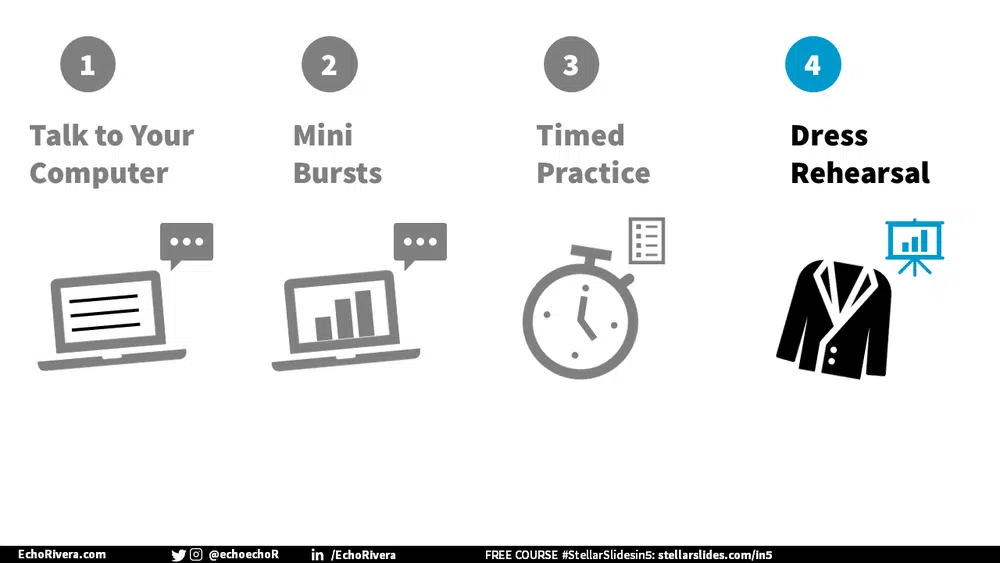 1
Talk to Your
Computer
2
Mini
Bursts
3
Timed
Practice
4
Dress
Rehearsal
EchoRivera.com
@echoechoR
in /EchoRivera
FREE COURSE #StellarSlidesin5: stellarslides.com/in5